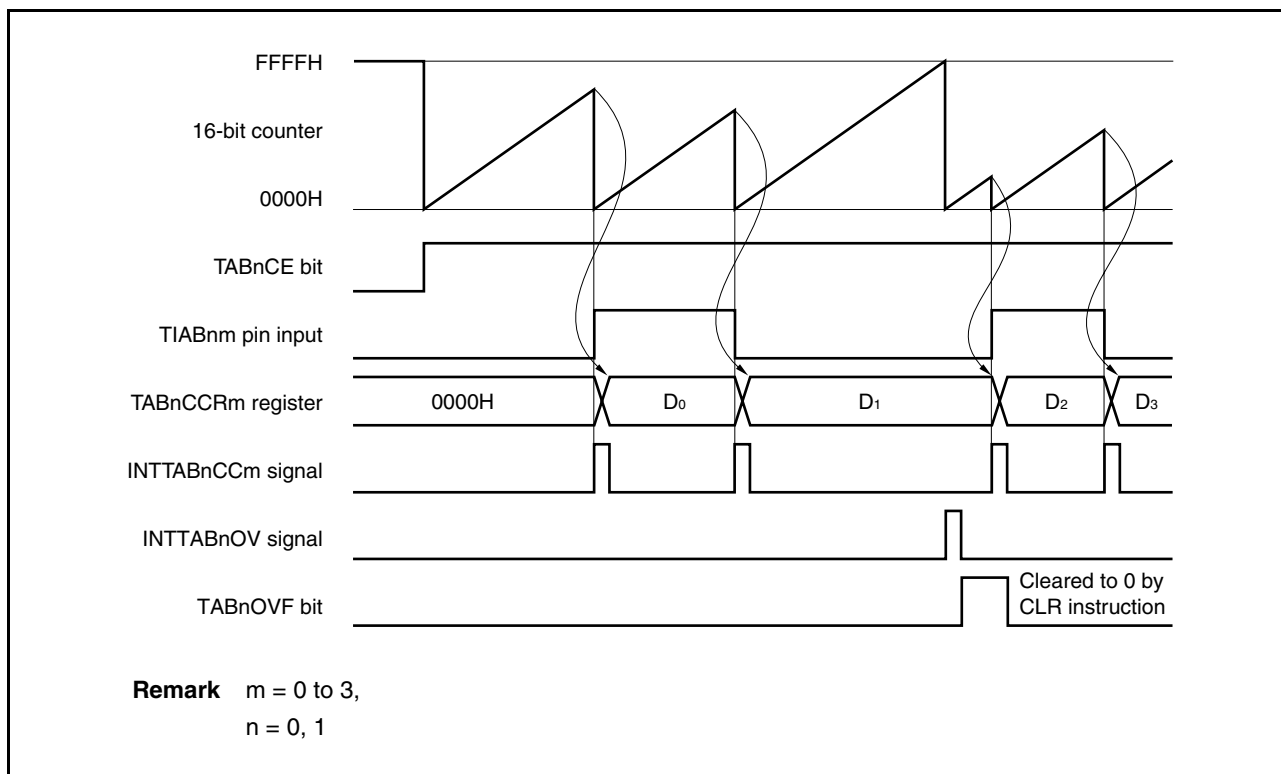 FFFFH
16-bit counter
0000H
TABnCE bit
TIABnm pin input
TABnCCRm register
0000H
D0
D1
D2
D3
INTTABnCCm signal
INTTABnOV signal
TABnOVF bit
Cleared to 0 by
CLR instruction
Remark m = 0 to 3,
n = 0, 1